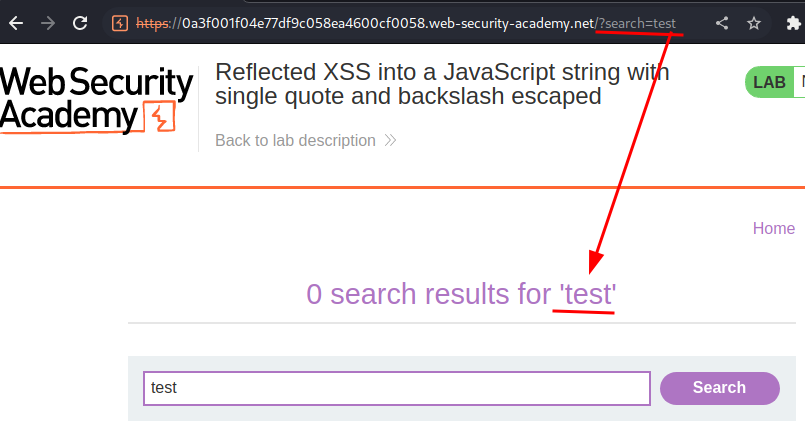 https://0a3f001f04e77df9c058ea4600cf0058.web-security-academy.net/?search=test
Web Security
Academy
Reflected XSS into a JavaScript string with
single quote and backslash escaped
LAB
N
Back to lab description
Home
0 search results for 'test'
test
Search